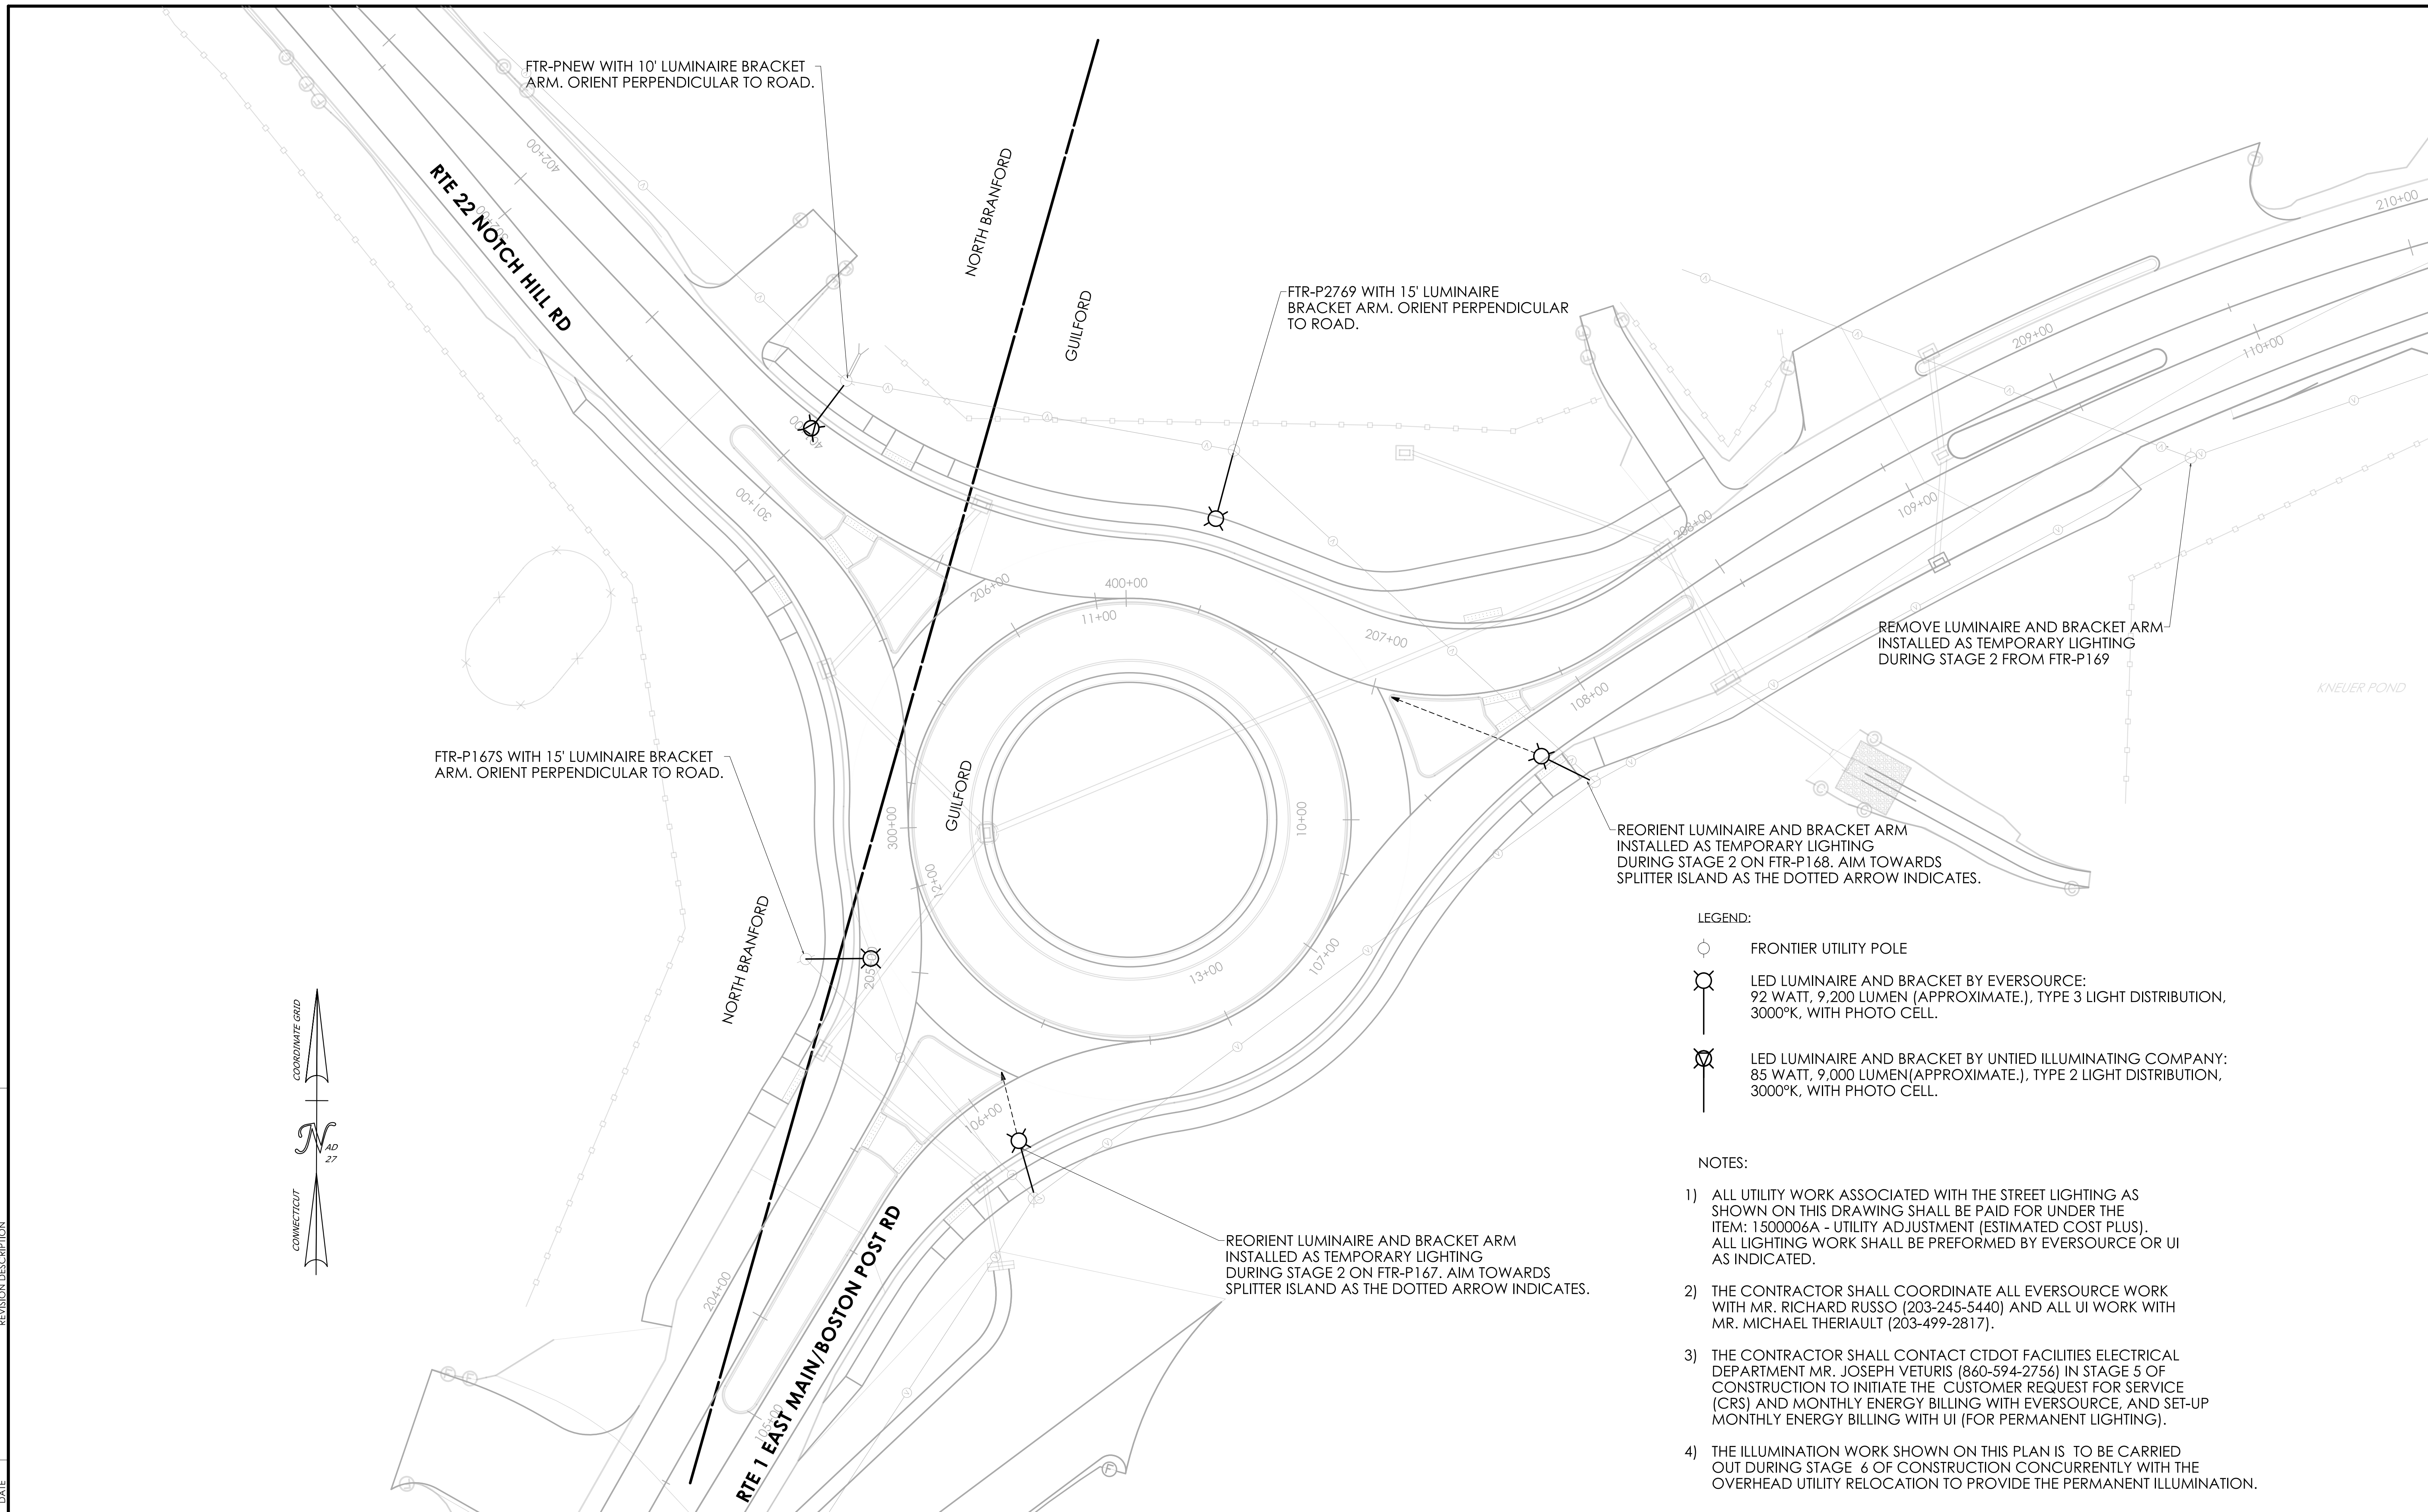 FTR-PNEW WITH 10' LUMINAIRE BRACKET
ARM. ORIENT PERPENDICULAR TO ROAD.
402+00
302+00
RTE 22 NOTCH HILL RD
NORTH BRANFORD
GUILFORD
FTR-P2769 WITH 15' LUMINAIRE
BRACKET ARM. ORIENT PERPENDICULAR
TO ROAD.
210+00
209+00
110+00
301+00
109+00
208+00
206+00
400+00
11+00
207+00
108+00
REMOVE LUMINAIRE AND BRACKET ARM
INSTALLED AS TEMPORARY LIGHTING
DURING STAGE 2 FROM FTR-P169
KNEUER POND
FTR-P167S WITH 15' LUMINAIRE BRACKET
ARM. ORIENT PERPENDICULAR TO ROAD.
GUILFORD
300+00
10+00
12+00
REORIENT LUMINAIRE AND BRACKET ARM
INSTALLED AS TEMPORARY LIGHTING
DURING STAGE 2 ON FTR-P168. AIM TOWARDS
SPLITTER ISLAND AS THE DOTTED ARROW INDICATES.
NORTH BRANFORD
205+00
13+00
107+00
LEGEND:
FRONTIER UTILITY POLE
LED LUMINAIRE AND BRACKET BY EVERSOURCE:
92 WATT, 9,200 LUMEN (APPROXIMATE.), TYPE 3 LIGHT DISTRIBUTION,
3000°K, WITH PHOTO CELL.
LED LUMINAIRE AND BRACKET BY UNTIED ILLUMINATING COMPANY:
85 WATT, 9,000 LUMEN(APPROXIMATE.), TYPE 2 LIGHT DISTRIBUTION,
3000°K, WITH PHOTO CELL.
COORDINATE GRID
N AD
27
CONNECTICUT
106+00
204+00
105+00
RTE 1 EAST MAIN/BOSTON POST RD
REORIENT LUMINAIRE AND BRACKET ARM
INSTALLED AS TEMPORARY LIGHTING
DURING STAGE 2 ON FTR-P167. AIM TOWARDS
SPLITTER ISLAND AS THE DOTTED ARROW INDICATES.
NOTES:
1) ALL UTILITY WORK ASSOCIATED WITH THE STREET LIGHTING AS
SHOWN ON THIS DRAWING SHALL BE PAID FOR UNDER THE
ITEM: 1500006A - UTILITY ADJUSTMENT (ESTIMATED COST PLUS).
ALL LIGHTING WORK SHALL BE PREFORMED BY EVERSOURCE OR UI
AS INDICATED.
2) THE CONTRACTOR SHALL COORDINATE ALL EVERSOURCE WORK
WITH MR. RICHARD RUSSO (203-245-5440) AND ALL UI WORK WITH
MR. MICHAEL THERIAULT (203-499-2817).
3) THE CONTRACTOR SHALL CONTACT CTDOT FACILITIES ELECTRICAL
DEPARTMENT MR. JOSEPH VETURIS (860-594-2756) IN STAGE 5 OF
CONSTRUCTION TO INITIATE THE CUSTOMER REQUEST FOR SERVICE
(CRS) AND MONTHLY ENERGY BILLING WITH EVERSOURCE, AND SET-UP
MONTHLY ENERGY BILLING WITH UI (FOR PERMANENT LIGHTING).
4) THE ILLUMINATION WORK SHOWN ON THIS PLAN IS TO BE CARRIED
OUT DURING STAGE 6 OF CONSTRUCTION CONCURRENTLY WITH THE
OVERHEAD UTILITY RELOCATION TO PROVIDE THE PERMANENT ILLUMINATION.
REVISION DESCRIPTION
DATE